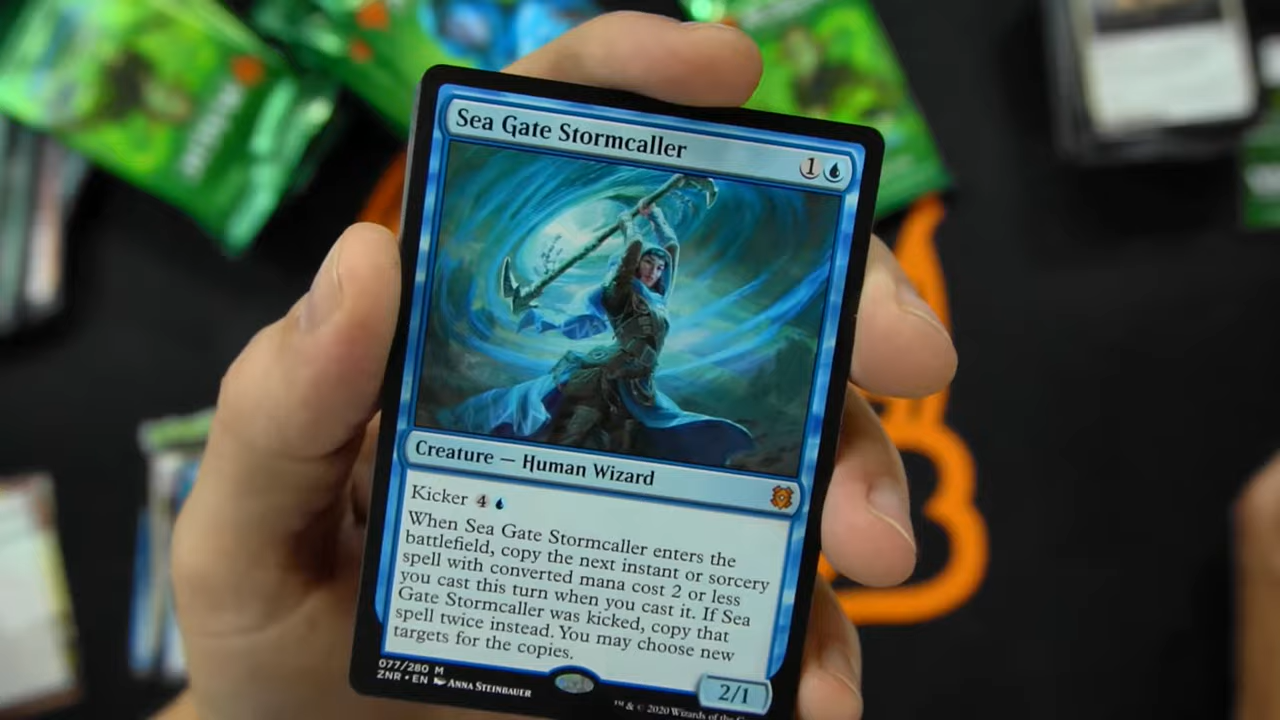 Sea Gate Stormcaller
1
Creature — Human Wizard
Kicker 4
When Sea Gate Stormcaller enters the
battlefield, copy the next instant or sorcery
spell with converted mana cost 2 or less
you cast this turn when you cast it. If Sea
Gate Stormcaller was kicked, copy that
spell twice instead. You may choose new
targets for the copies.
2/1
077/280 M
ZNR • EN Anna Steinbauer
™ & © 2020 Wizards of the